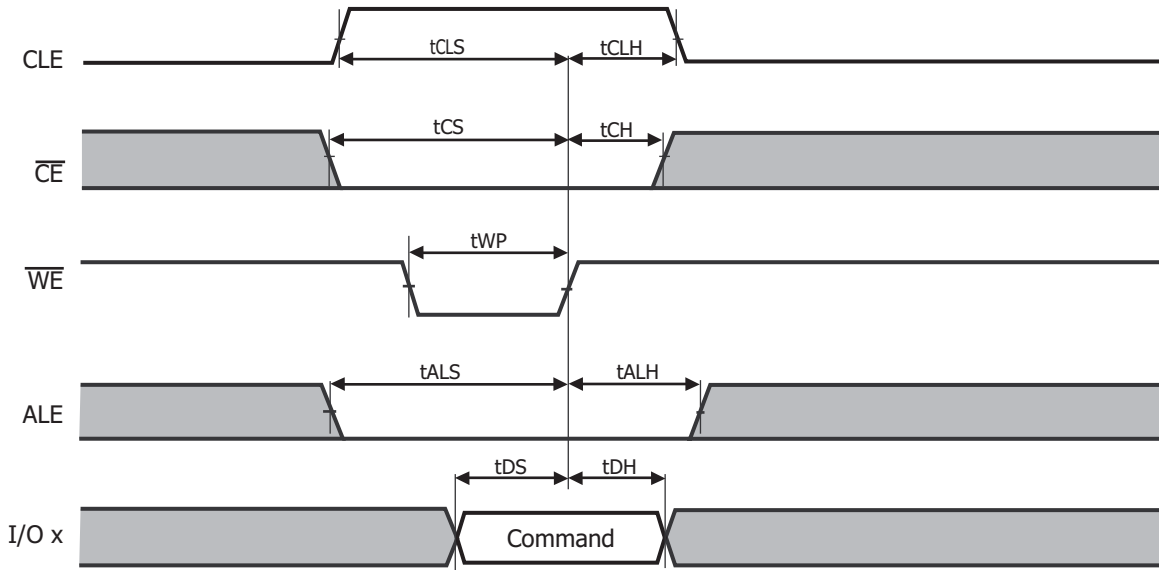 CLE
tCLS
tCLH
CE
tCS
tCH
WE
tWP
ALE
tALS
tALH
tDS
tDH
I/O x
Command